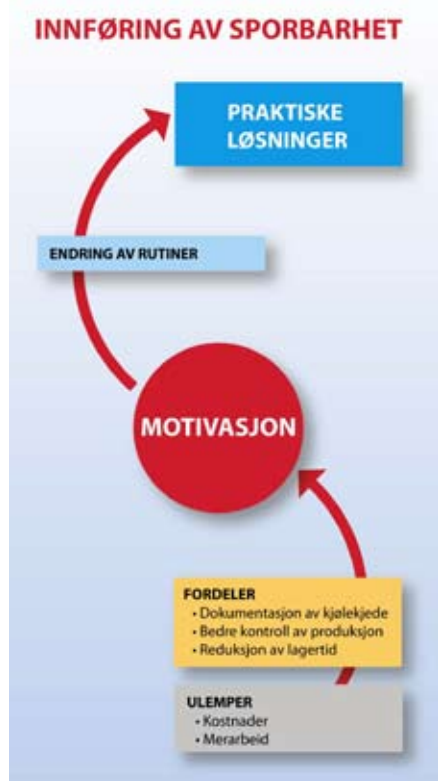 INNFØRING AV SPORBARHET
PRAKTISKE
LØSNINGER
ENDRING AV RUTINER
MOTIVASJON
FORDELER
• Dokumentasjon av kjølekjede
• Bedre kontroll av produksjon
• Reduksjon av lagertid
ULEMPER
• Kostnader
• Merarbeid